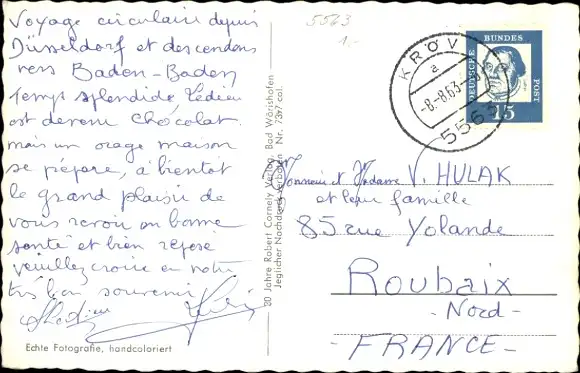 Voyage circulaire depuis
Düsseldorf et descendons
vers Baden-Baden
Temps splendide
est devenu chocolat
mais un orage maison
se prépare, à bientôt
le grand plaisir de
vous revoir en bonne
santé et bien reposé
veuillez croire en notre
très bon souvenir
Echte Fotografie, handcoloriert
20 Jahre Robert Cornely Verlag, Bad Wörishofen
Jeglicher Nachdruck verboten Nr. 73v7 col.
5563
1.-
KRÖV
a
-8.-8.63-
5563
DEUTSCHE BUNDES POST
15
Monsieur et Madame V. HULAK
et leur famille
85 rue Yolande
Roubaix
- Nord -
- FRANCE -